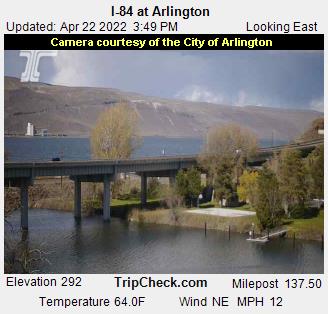 I-84 at Arlington
Updated: Apr 22 2022 3:49 PM Looking East
Camera courtesy of the City of Arlington
Elevation 292 TripCheck.com Milepost 137.50
Temperature 64.0F Wind NE MPH 12